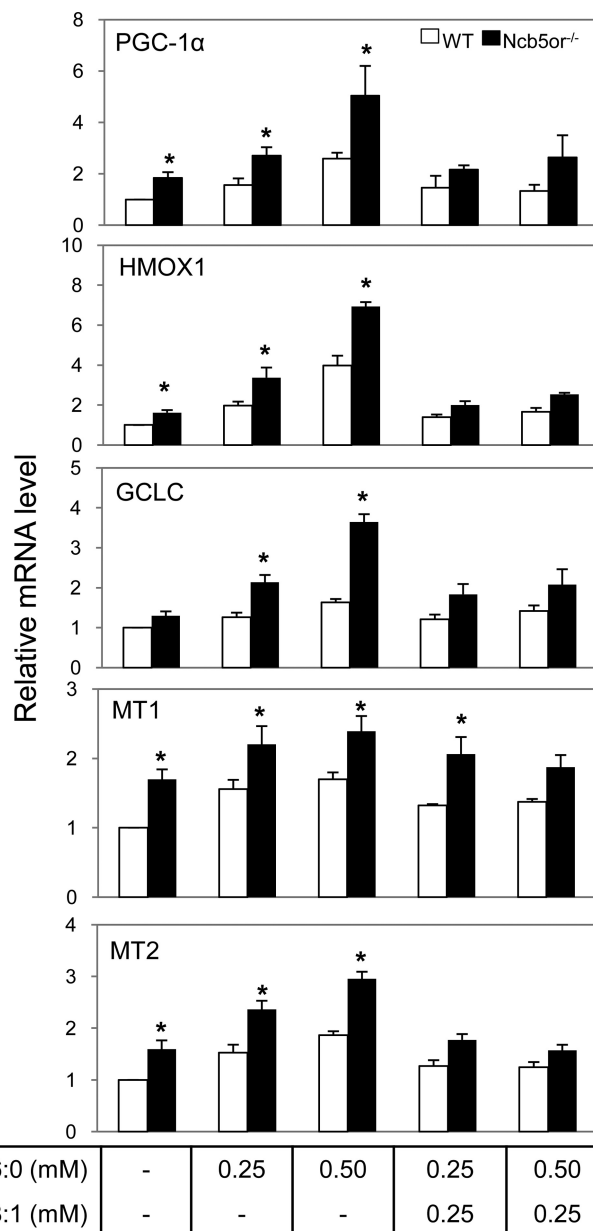 PGC-1α
WT Ncb5or-/-
8
6
4
2
0
* * *
HMOX1
10
8
6
4
2
0
* * *
Relative mRNA level
GCLC
5
4
3
2
1
0
* *
MT1
3
2
1
0
* * * *
MT2
4
3
2
1
0
* * *
:0 (mM) - 0.25 0.50 0.25 0.50
:1 (mM) - - - 0.25 0.25